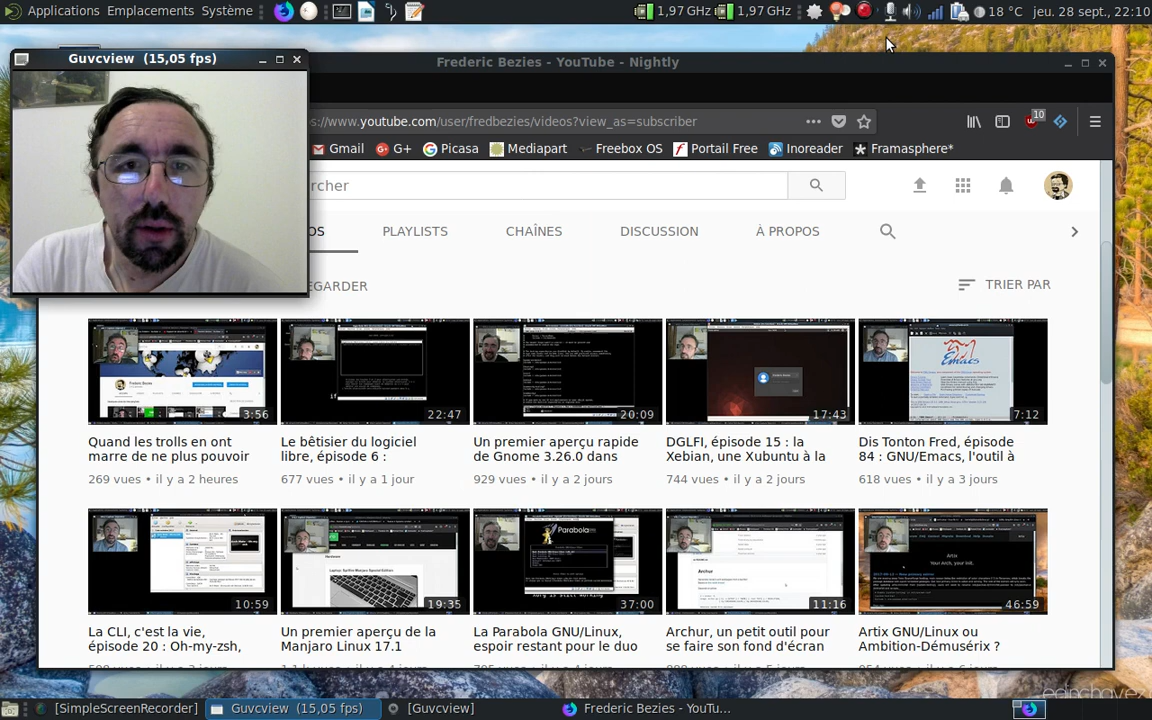 Applications Emplacements Système
1,97 GHz 1,97 GHz 18 °C jeu. 28 sept., 22:10
Guvcview (15,05 fps)
Frederic Bezies - YouTube - Nightly
s://www.youtube.com/user/fredbezies/videos?view_as=subscriber
10
Gmail G+ Picasa Mediapart Freebox OS Portail Free Inoreader Framasphere*
rcher
OS PLAYLISTS CHAÎNES DISCUSSION À PROPOS
EGARDER TRIER PAR
Emacs
3:56 22:47 20:09 17:43 7:12
Quand les trolls en ont
marre de ne plus pouvoir
269 vues • il y a 2 heures
Le bêtisier du logiciel
libre, épisode 6 :
677 vues • il y a 1 jour
Un premier aperçu rapide
de Gnome 3.26.0 dans
929 vues • il y a 2 jours
DGLFI, épisode 15 : la
Xebian, une Xubuntu à la
744 vues • il y a 2 jours
Dis Tonton Fred, épisode
84 : GNU/Emacs, l'outil à
618 vues • il y a 3 jours
Parabola
10:59 19:35 37:00 11:16 46:59
La CLI, c'est la vie,
épisode 20 : Oh-my-zsh,
Un premier aperçu de la
Manjaro Linux 17.1
La Parabola GNU/Linux,
espoir restant pour le duo
Archur, un petit outil pour
se faire son fond d'écran
Artix GNU/Linux ou
Ambition-Démusérix ?
[SimpleScreenRecorder] Guvcview (15,05 fps) [Guvcview] Frederic Bezies - YouTu...